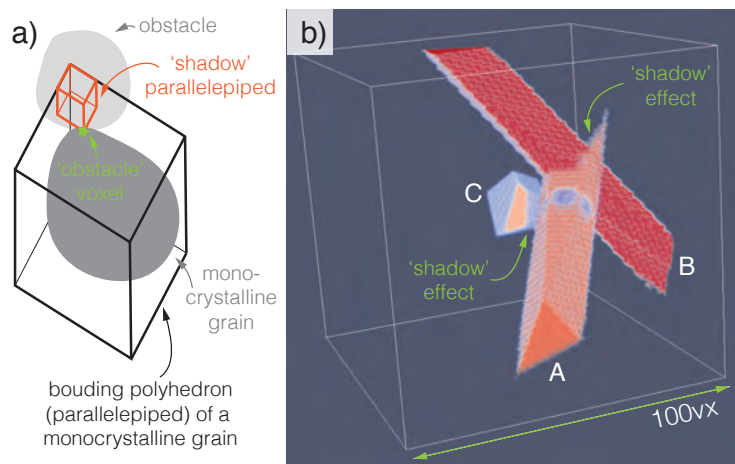 a)
obstacle
'shadow'
parallelepiped
'obstacle'
voxel
mono-
crystalline
grain
bouding polyhedron
(parallelepiped) of a
monocrystalline grain
b)
'shadow'
effect
C
'shadow'
effect
B
A
100vx